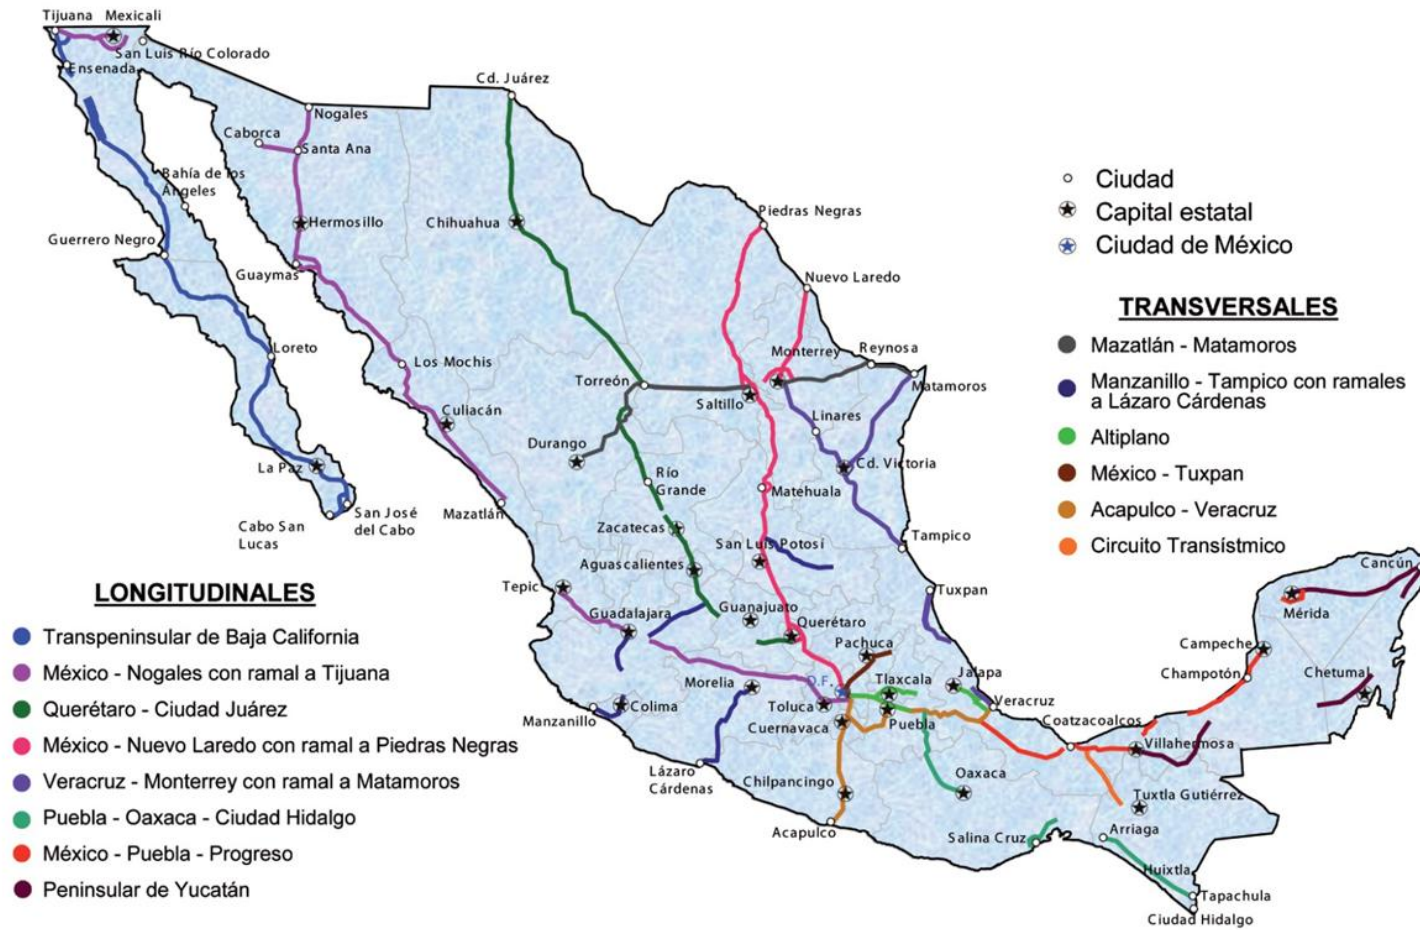 Tijuana
Mexicali
San Luis Río Colorado
Ensenada
Cd. Juárez
Nogales
Caborca
Santa Ana
Bahía de los
Ángeles
Hermosillo
Chihuahua
Piedras Negras
Guerrero Negro
Guaymas
Nuevo Laredo
Loreto
Los Mochis
Torreón
Monterrey
Reynosa
Matamoros
Saltillo
Culiacán
Linares
Durango
La Paz
Cd. Victoria
Río
Grande
Matehuala
Cabo San
Lucas
San José
del Cabo
Mazatlán
Zacatecas
San Luis Potosí
Tampico
Aguascalientes
Tepic
Tuxpan
Guadalajara
Guanajuato
Querétaro
Pachuca
Cancún
Mérida
Campeche
Champotón
Chetumal
Morelia
D.F.
Tlaxcala
Jalapa
Manzanillo
Colima
Toluca
Veracruz
Cuernavaca
Puebla
Coatzacoalcos
Villahermosa
Lázaro
Cárdenas
Chilpancingo
Oaxaca
Tuxtla Gutiérrez
Acapulco
Salina Cruz
Arriaga
Huixtla
Tapachula
Ciudad Hidalgo
Ciudad
Capital estatal
Ciudad de México
TRANSVERSALES
Mazatlán - Matamoros
Manzanillo - Tampico con ramales
a Lázaro Cárdenas
Altiplano
México - Tuxpan
Acapulco - Veracruz
Circuito Transístmico
LONGITUDINALES
Transpeninsular de Baja California
México - Nogales con ramal a Tijuana
Querétaro - Ciudad Juárez
México - Nuevo Laredo con ramal a Piedras Negras
Veracruz - Monterrey con ramal a Matamoros
Puebla - Oaxaca - Ciudad Hidalgo
México - Puebla - Progreso
Peninsular de Yucatán